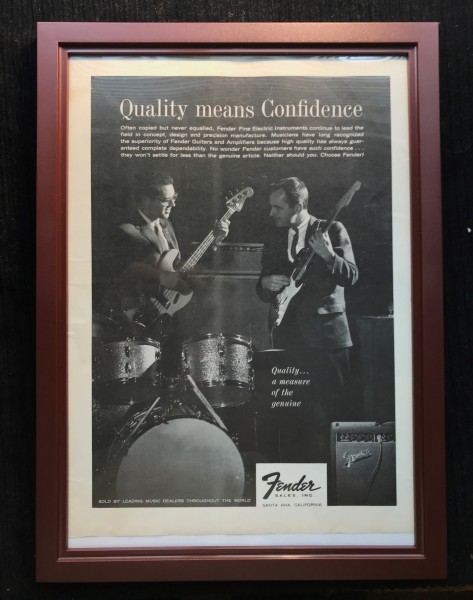 Quality means Confidence
Often copied but never equalled, Fender Fine Electric Instruments continue to lead the
field in concept, design and precision manufacture. Musicians have long recognized
the superiority of Fender Guitars and Amplifiers because high quality has always guar-
anteed complete dependability. No wonder Fender customers have such confidence . . .
they won't settle for less than the genuine article. Neither should you. Choose Fender!
Quality...
a measure
of the
genuine
Fender
SALES, INC.
SANTA ANA, CALIFORNIA
SOLD BY LEADING MUSIC DEALERS THROUGHOUT THE WORLD